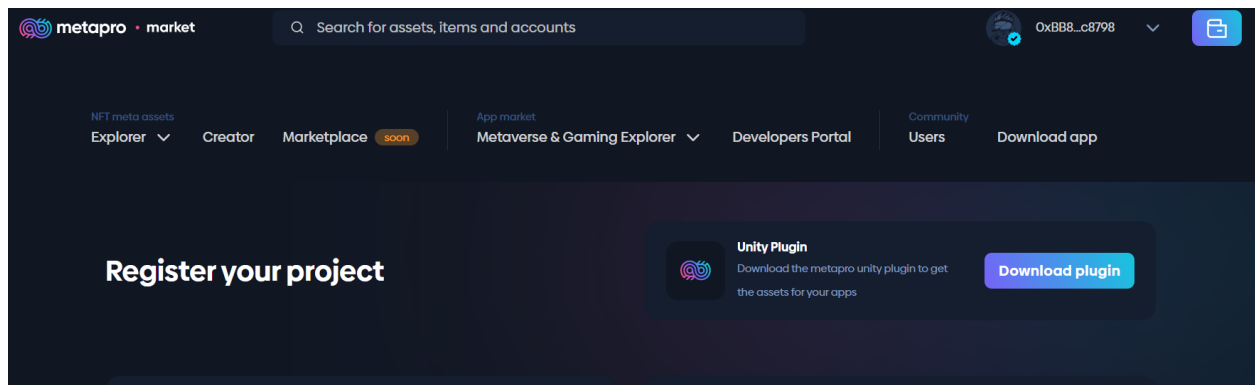 metapro • market
Search for assets, items and accounts
0xBB8...c8798
NFT meta assets
App market
Community
Explorer
Creator
Marketplace soon
Metaverse & Gaming Explorer
Developers Portal
Users
Download app
Register your project
Unity Plugin
Download the metapro unity plugin to get
the assets for your apps
Download plugin